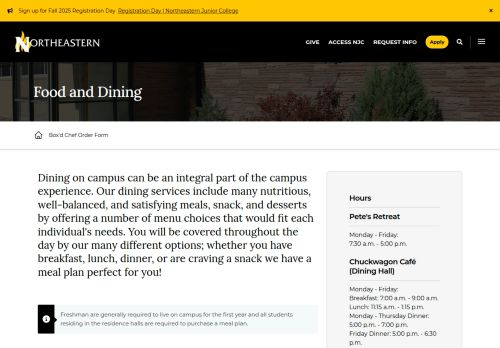 Sign up for Fall 2025 Registration Day Registration Day | Northeastern Junior College ×
NORTHEASTERN GIVE ACCESS NJC REQUEST INFO Apply
Food and Dining
Box'd Chef Order Form
Dining on campus can be an integral part of the campus
experience. Our dining services include many nutritious,
well-balanced, and satisfying meals, snack, and desserts
by offering a number of menu choices that would fit each
individual's needs. You will be covered throughout the
day by our many different options; whether you have
breakfast, lunch, dinner, or are craving a snack we have a
meal plan perfect for you!
Freshman are generally required to live on campus for the first year and all students
residing in the residence halls are required to purchase a meal plan.
Hours
Pete's Retreat
Monday - Friday:
7:30 a.m. - 5:00 p.m.
Chuckwagon Café
(Dining Hall)
Monday - Friday:
Breakfast: 7:00 a.m. - 9:00 a.m.
Lunch: 11:15 a.m. - 1:15 p.m.
Monday - Thursday Dinner:
5:00 p.m. - 7:00 p.m.
Friday Dinner: 5:00 p.m. - 6:30
p.m.